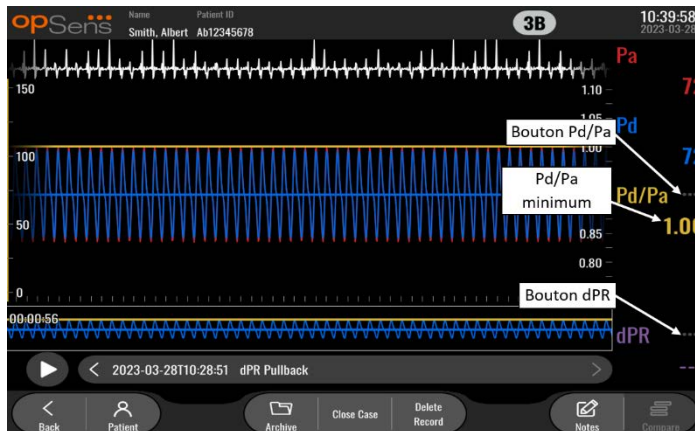 opSens
Name Patient ID
Smith, Albert Ab12345678
3B
10:39:58
2023-03-28
Pa
150
1.10
1.05
Bouton Pd/Pa
Pd
100
1.00
Pd/Pa
minimum
Pd/Pa
---
1.00
50
0.85
0.80
0
Bouton dPR
00:00:56
dPR
---
2023-03-28T10:28:51 dPR Pullback
Back
Patient
Archive
Close Case
Delete
Record
Notes
Compare